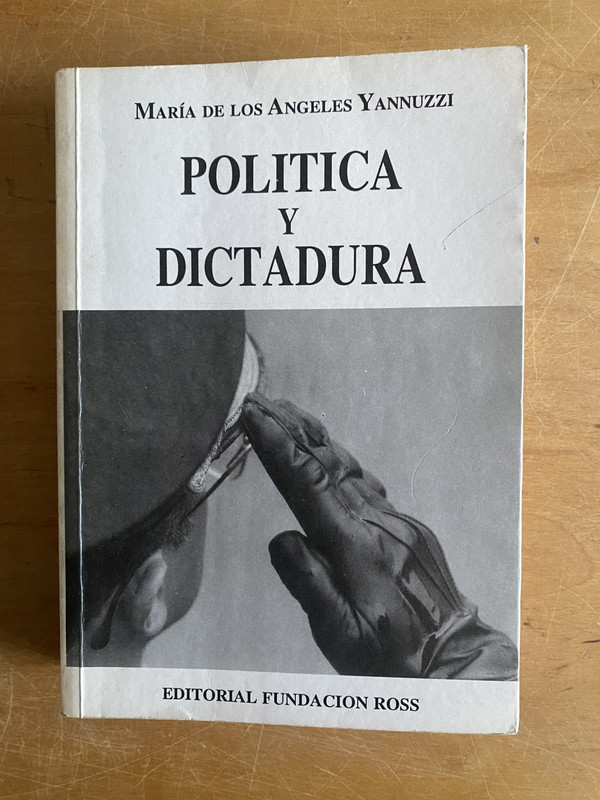 MARÍA DE LOS ANGELES YANNUZZI
POLITICA
Y
DICTADURA
EDITORIAL FUNDACION ROSS